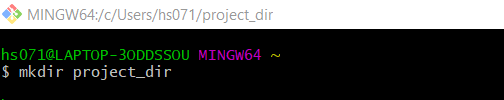 MINGW64:/c/Users/hs071/project_dir
hs071@LAPTOP-3ODDSSOU MINGW64 ~
$ mkdir project_dir